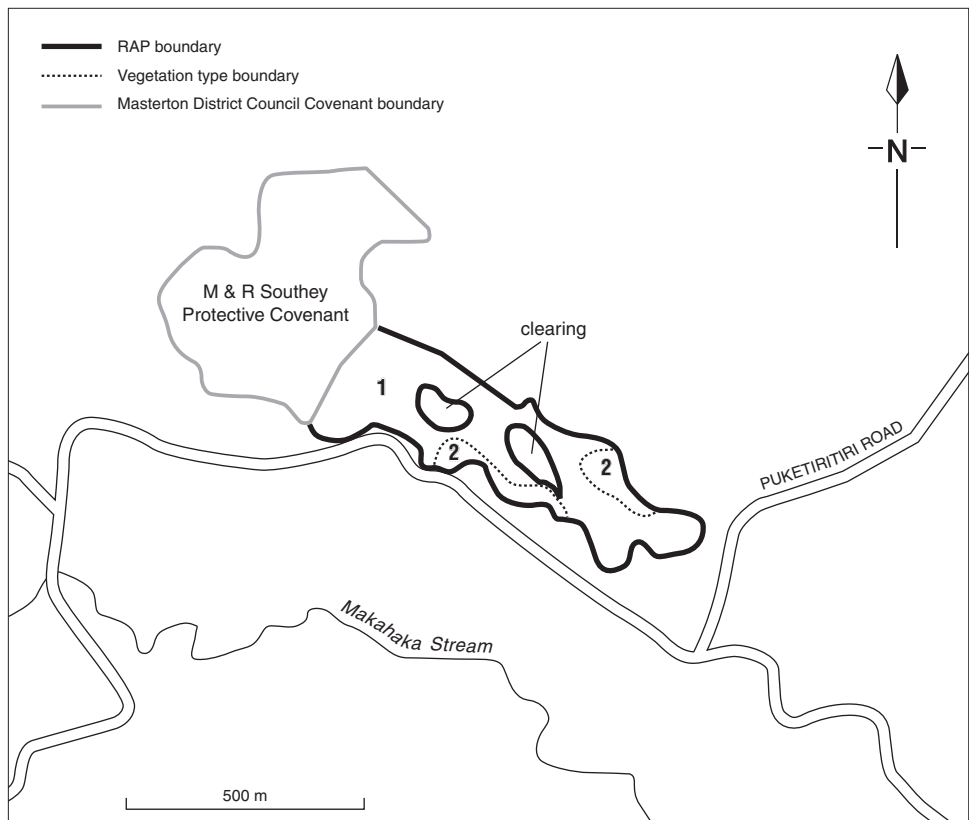 RAP boundary
Vegetation type boundary
Masterton District Council Covenant boundary
N
M & R Southey
Protective Covenant
clearing
1
2
2
PUKETIRITIRI ROAD
Makahaka Stream
500 m